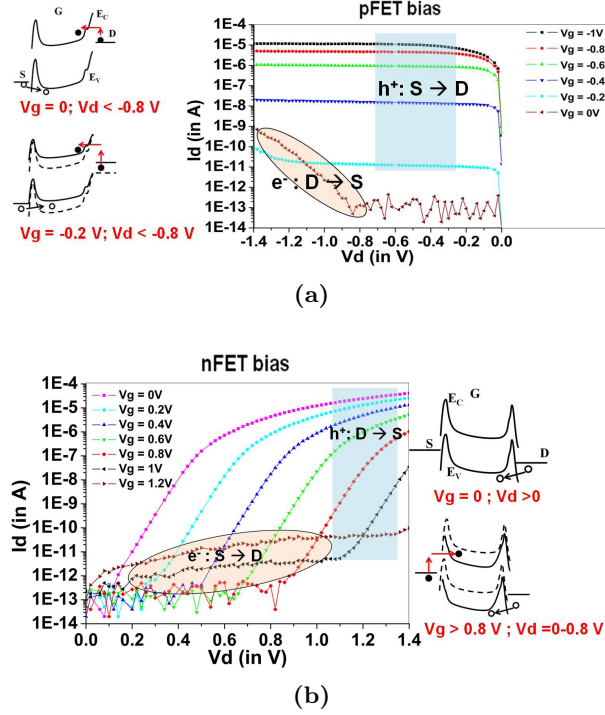 pFET bias
G
E_C
D
S
E_V
Vg = 0; Vd < -0.8 V
Vg = -0.2 V; Vd < -0.8 V
Id (in A)
1E-3
1E-4
1E-5
1E-6
1E-7
1E-8
1E-9
1E-10
1E-11
1E-12
1E-13
1E-14
h⁺: S → D
e⁻: D → S
Vg = -1V
Vg = -0.8
Vg = -0.6
Vg = -0.4
Vg = -0.2
Vg = 0V
-1.4 -1.2 -1.0 -0.8 -0.6 -0.4 -0.2 0.0
Vd (in V)
(a)
nFET bias
Id (in A)
1E-4
1E-5
1E-6
1E-7
1E-8
1E-9
1E-10
1E-11
1E-12
1E-13
1E-14
Vg = 0V
Vg = 0.2V
Vg = 0.4V
Vg = 0.6V
Vg = 0.8V
Vg = 1V
Vg = 1.2V
h⁺: D → S
e⁻: S → D
0.0 0.2 0.4 0.6 0.8 1.0 1.2 1.4
Vd (in V)
E_C
G
S
D
E_V
Vg = 0 ; Vd >0
Vg > 0.8 V ; Vd =0-0.8 V
(b)